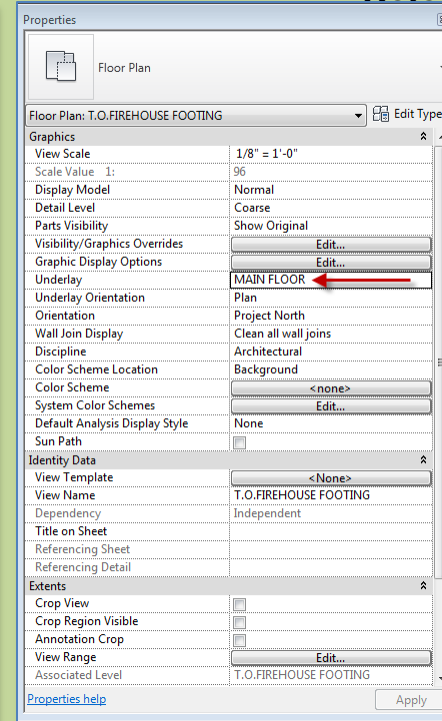 Properties
Floor Plan
Floor Plan: T.O.FIREHOUSE FOOTING Edit Type
Graphics
View Scale 1/8" = 1'-0"
Scale Value 1: 96
Display Model Normal
Detail Level Coarse
Parts Visibility Show Original
Visibility/Graphics Overrides Edit...
Graphic Display Options Edit...
Underlay MAIN FLOOR
Underlay Orientation Plan
Orientation Project North
Wall Join Display Clean all wall joins
Discipline Architectural
Color Scheme Location Background
Color Scheme <none>
System Color Schemes Edit...
Default Analysis Display Style None
Sun Path
Identity Data
View Template <None>
View Name T.O.FIREHOUSE FOOTING
Dependency Independent
Title on Sheet
Referencing Sheet
Referencing Detail
Extents
Crop View
Crop Region Visible
Annotation Crop
View Range Edit...
Associated Level T.O.FIREHOUSE FOOTING
Properties help Apply